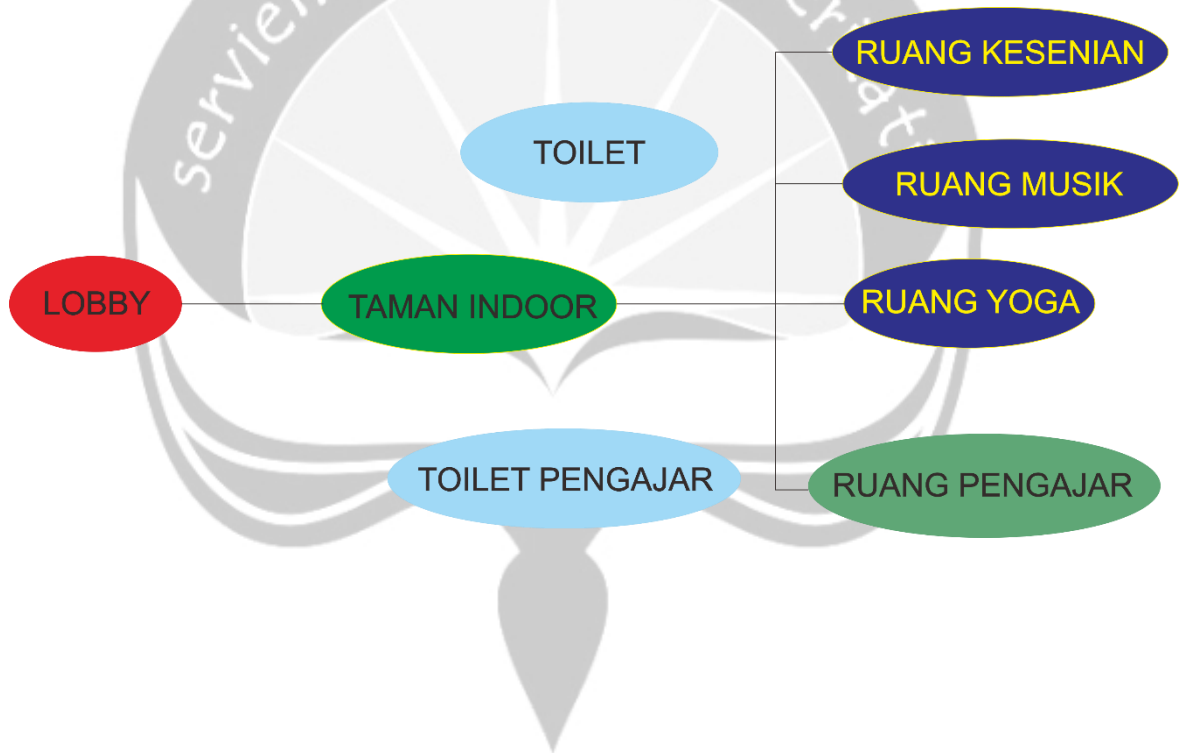 RUANG KESENIAN
TOILET
RUANG MUSIK
LOBBY
TAMAN INDOOR
RUANG YOGA
TOILET PENGAJAR
RUANG PENGAJAR